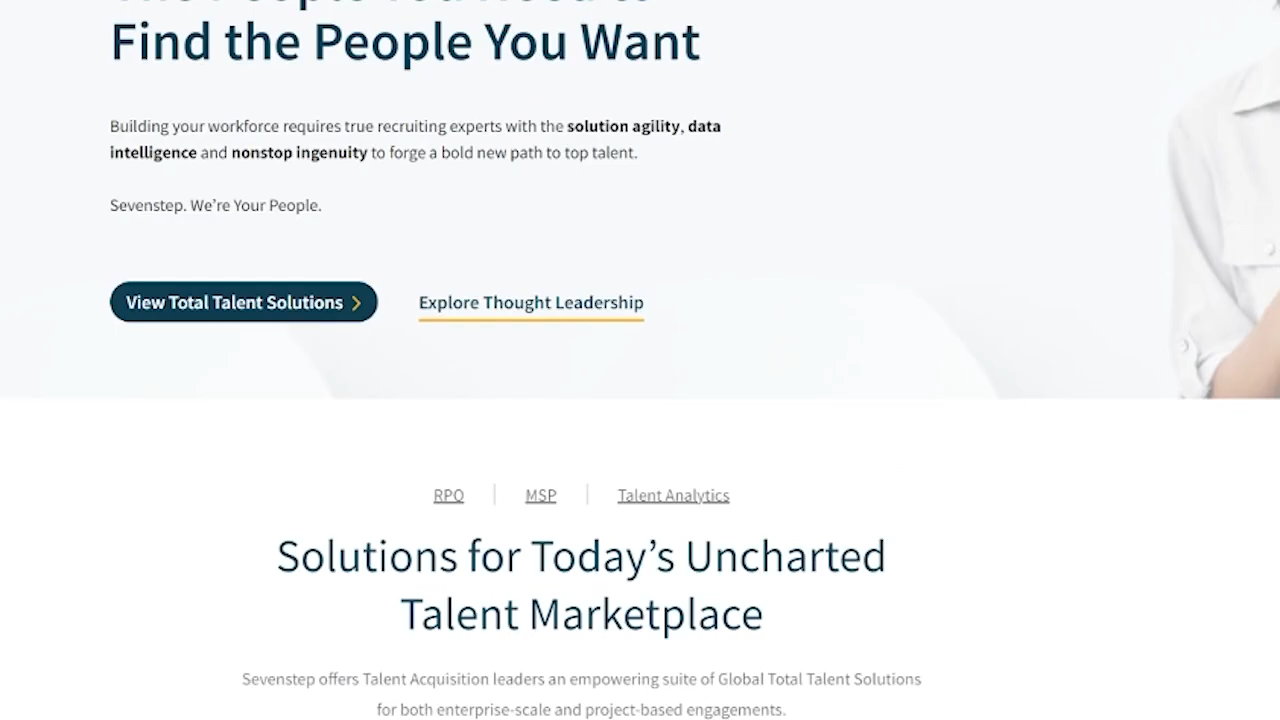 Find the People You Want
Building your workforce requires true recruiting experts with the solution agility, data
intelligence and nonstop ingenuity to forge a bold new path to top talent.
Sevenstep. We're Your People.
View Total Talent Solutions
Explore Thought Leadership
RPO
MSP
Talent Analytics
Solutions for Today's Uncharted
Talent Marketplace
Sevenstep offers Talent Acquisition leaders an empowering suite of Global Total Talent Solutions
for both enterprise-scale and project-based engagements.